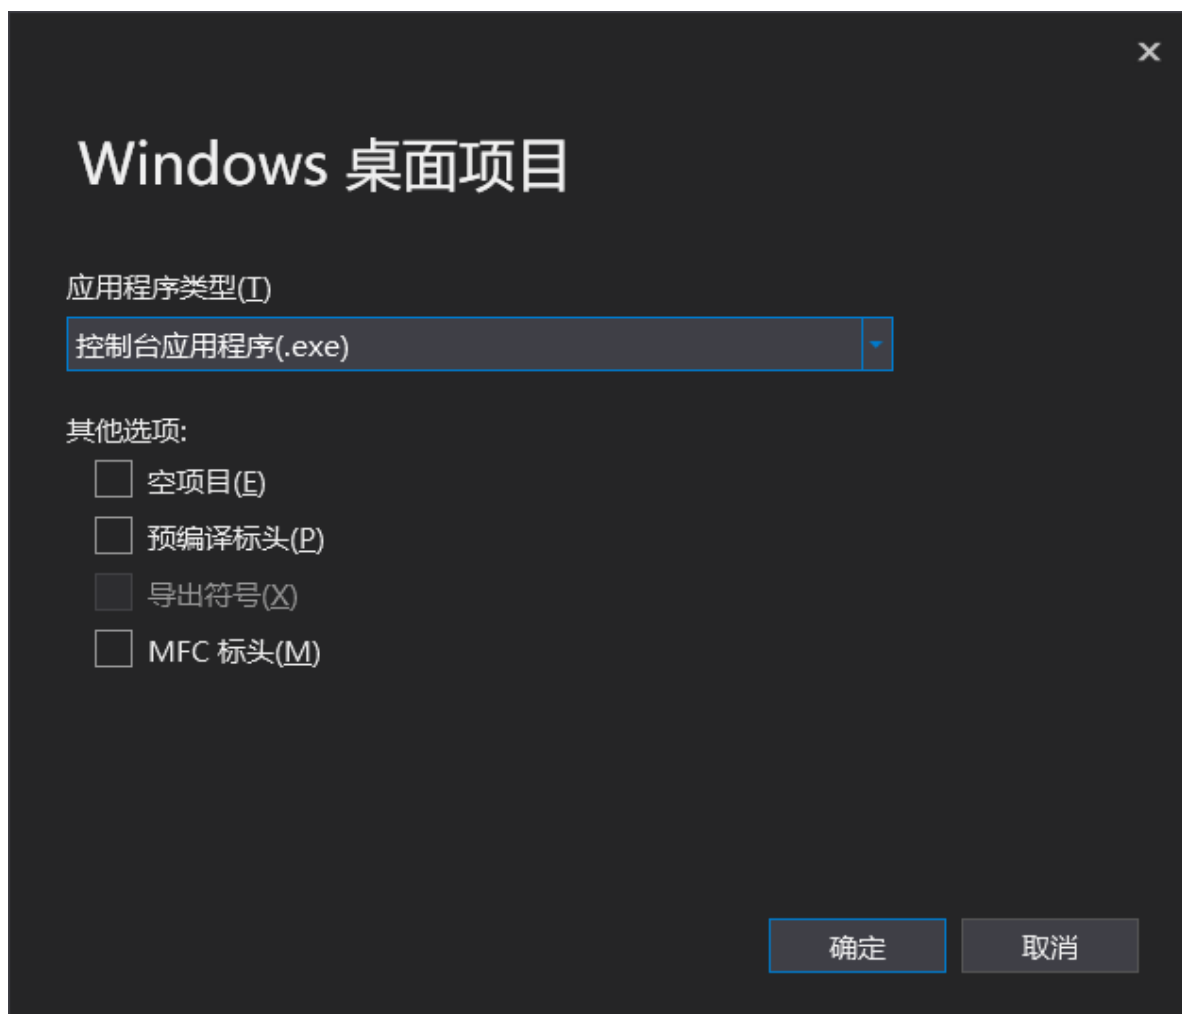 Windows 桌面项目
应用程序类型(T)
控制台应用程序(.exe)
其他选项:
空项目(E)
预编译标头(P)
导出符号(X)
MFC 标头(M)
确定 取消